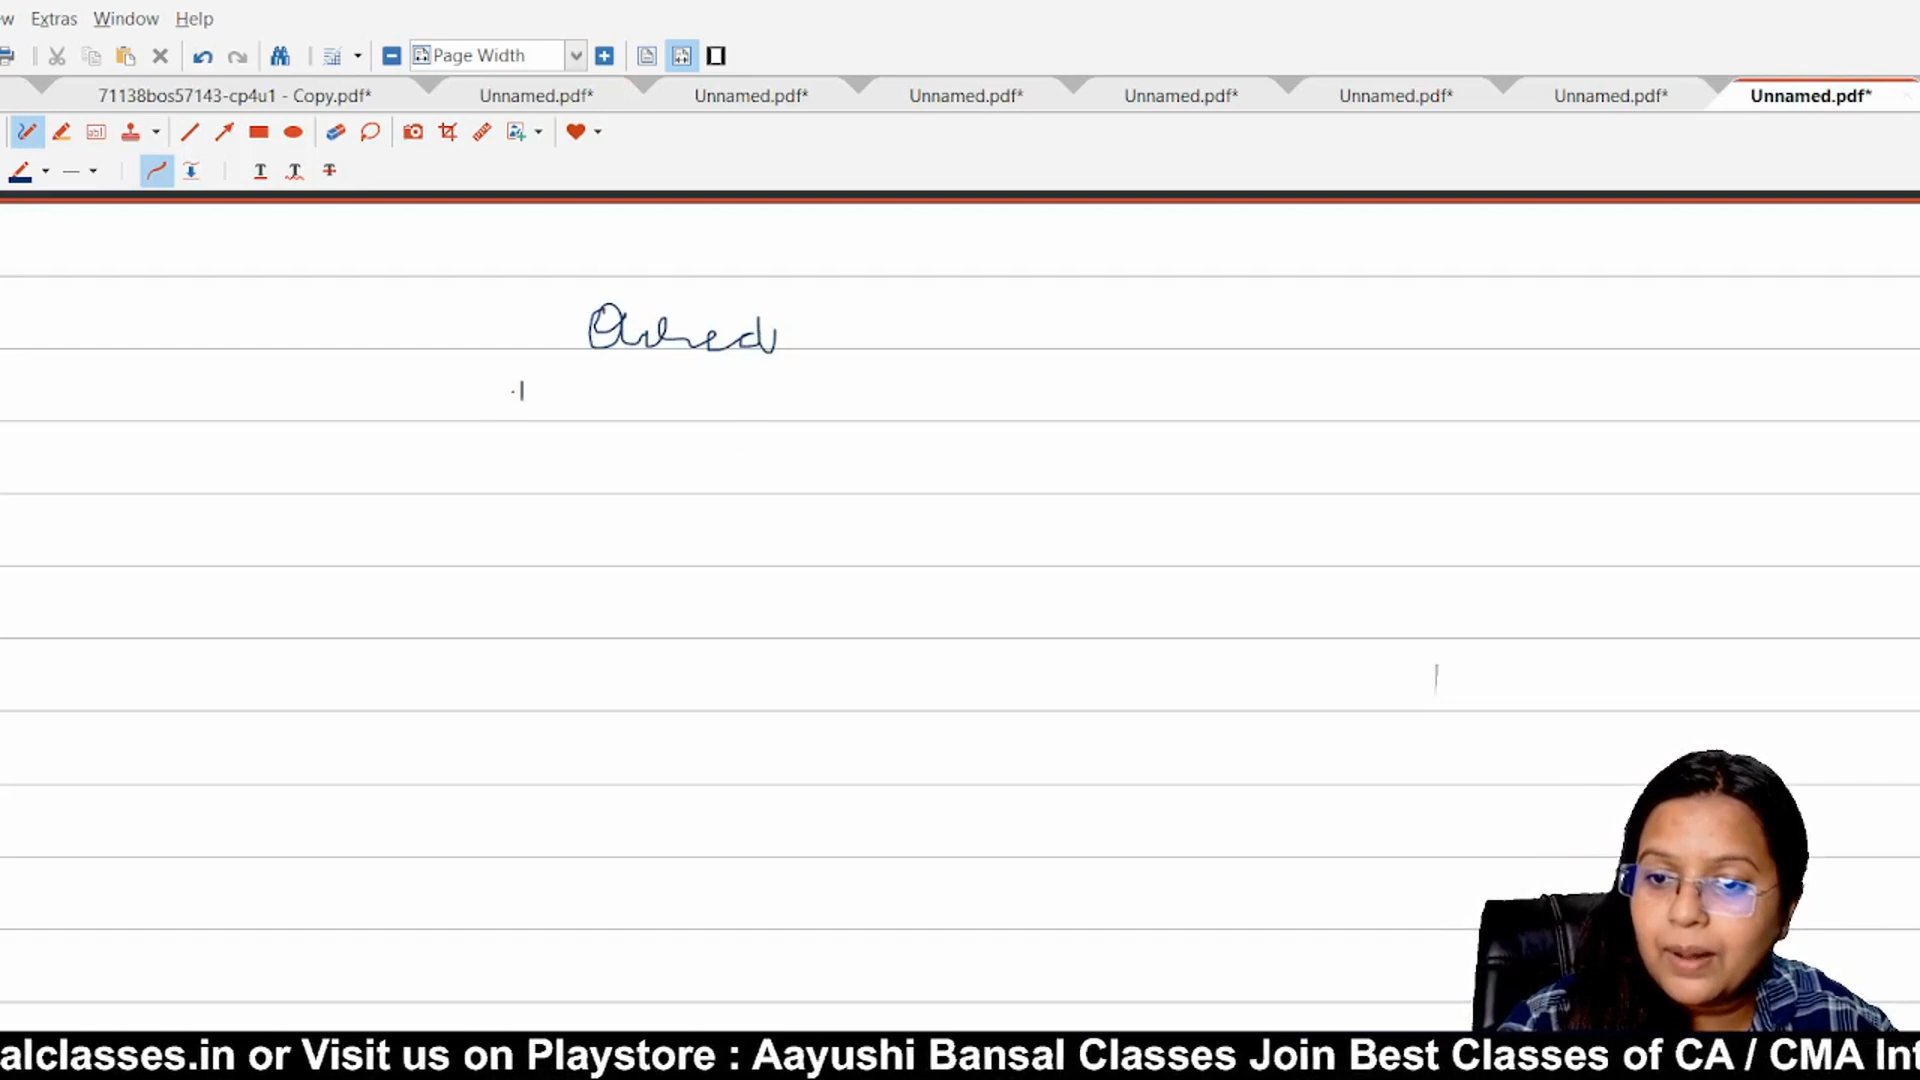 Extras Window Help
Page Width
71138bos57143-cp4u1 - Copy.pdf* Unnamed.pdf* Unnamed.pdf* Unnamed.pdf* Unnamed.pdf* Unnamed.pdf* Unnamed.pdf* Unnamed.pdf*
alclasses.in or Visit us on Playstore : Aayushi Bansal Classes Join Best Classes of CA / CMA Int